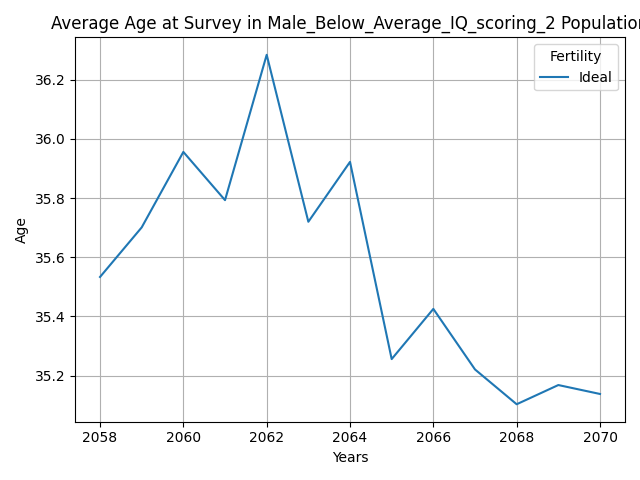 Average Age at Survey in Male_Below_Average_IQ_scoring_2 Population
Fertility
Ideal
36.2
36.0
35.8
35.6
35.4
35.2
Age
2058 2060 2062 2064 2066 2068 2070
Years